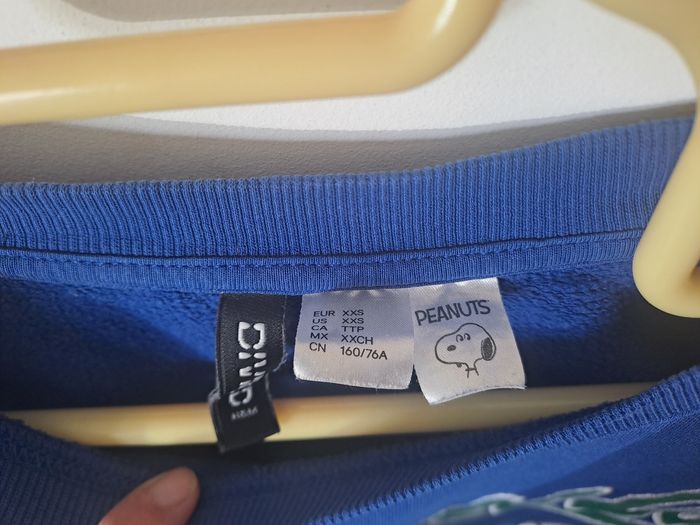 DIVIDED
H&M
EUR XXS
US XXS
CA TTP
MX XXCH
CN 160/76A
PEANUTS